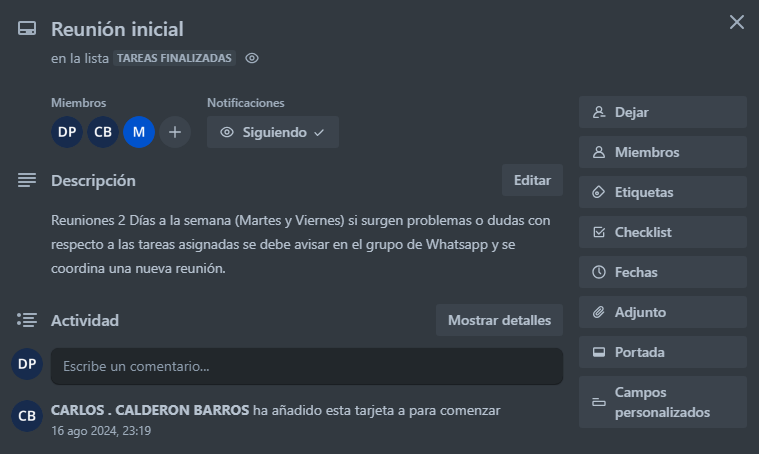 Reunión inicial
en la lista TAREAS FINALIZADAS
Miembros
Notificaciones
DP CB M
Siguiendo
Descripción
Editar
Reuniones 2 Días a la semana (Martes y Viernes) si surgen problemas o dudas con
respecto a las tareas asignadas se debe avisar en el grupo de Whatsapp y se
coordina una nueva reunión.
Actividad
Mostrar detalles
DP
Escribe un comentario...
CB
CARLOS . CALDERON BARROS ha añadido esta tarjeta a para comenzar
16 ago 2024, 23:19
Dejar
Miembros
Etiquetas
Checklist
Fechas
Adjunto
Portada
Campos
personalizados